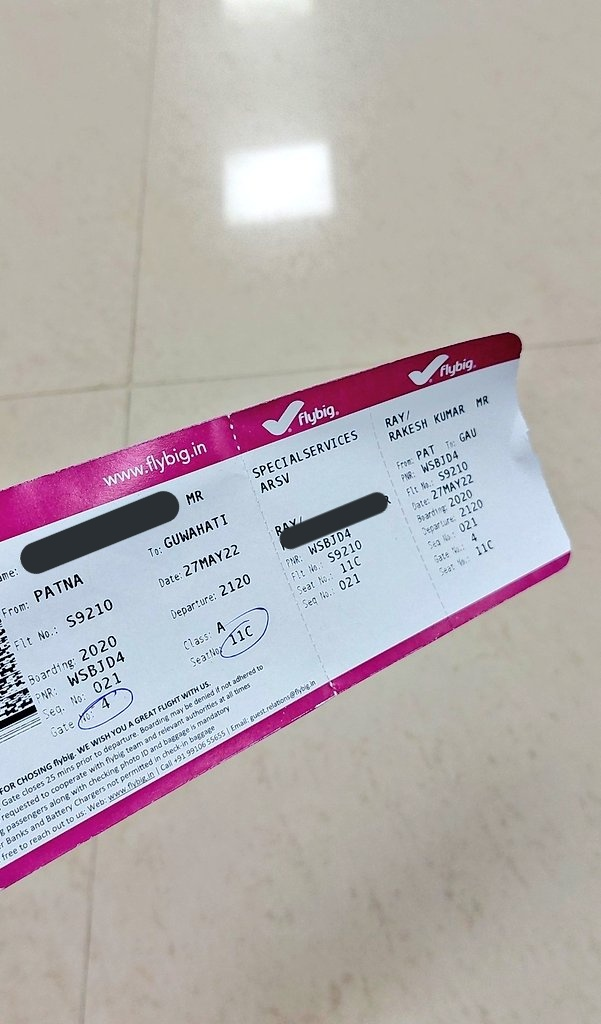 www.flybig.in
ame: MR
From: PATNA To: GUWAHATI
Flt No.: S9210 Date: 27MAY22
Boarding: 2020 Departure: 2120
PNR: WSBJD4 Class: A
Seq. No: 021 Seat No: 11C
Gate No: 4
FOR CHOSING flybig. WE WISH YOU A GREAT FLIGHT WITH US.
Gate closes 25 mins prior to departure. Boarding may be denied if not adhered to
requested to cooperate with flybig team and relevant authorities at all times
g passengers along with checking photo ID and baggage is mandatory
r Banks and Battery Chargers not permitted in check-in baggage
free to reach out to us: Web: www.flybig.in | Call +91 9910655655 | Email: guest.relations@flybig.in
flybig.
SPECIALSERVICES
ARSV
RAY/
PNR: WSBJD4
Flt No.: S9210
Seat No: 11C
Seq No.: 021
flybig.
RAY/
RAKESH KUMAR MR
From: PAT To: GAU
PNR: WSBJD4
Flt No.: S9210
Date: 27MAY22
Boarding: 2020
Departure: 2120
Seq No.: 021
Gate No.: 4
Seat No.: 11C